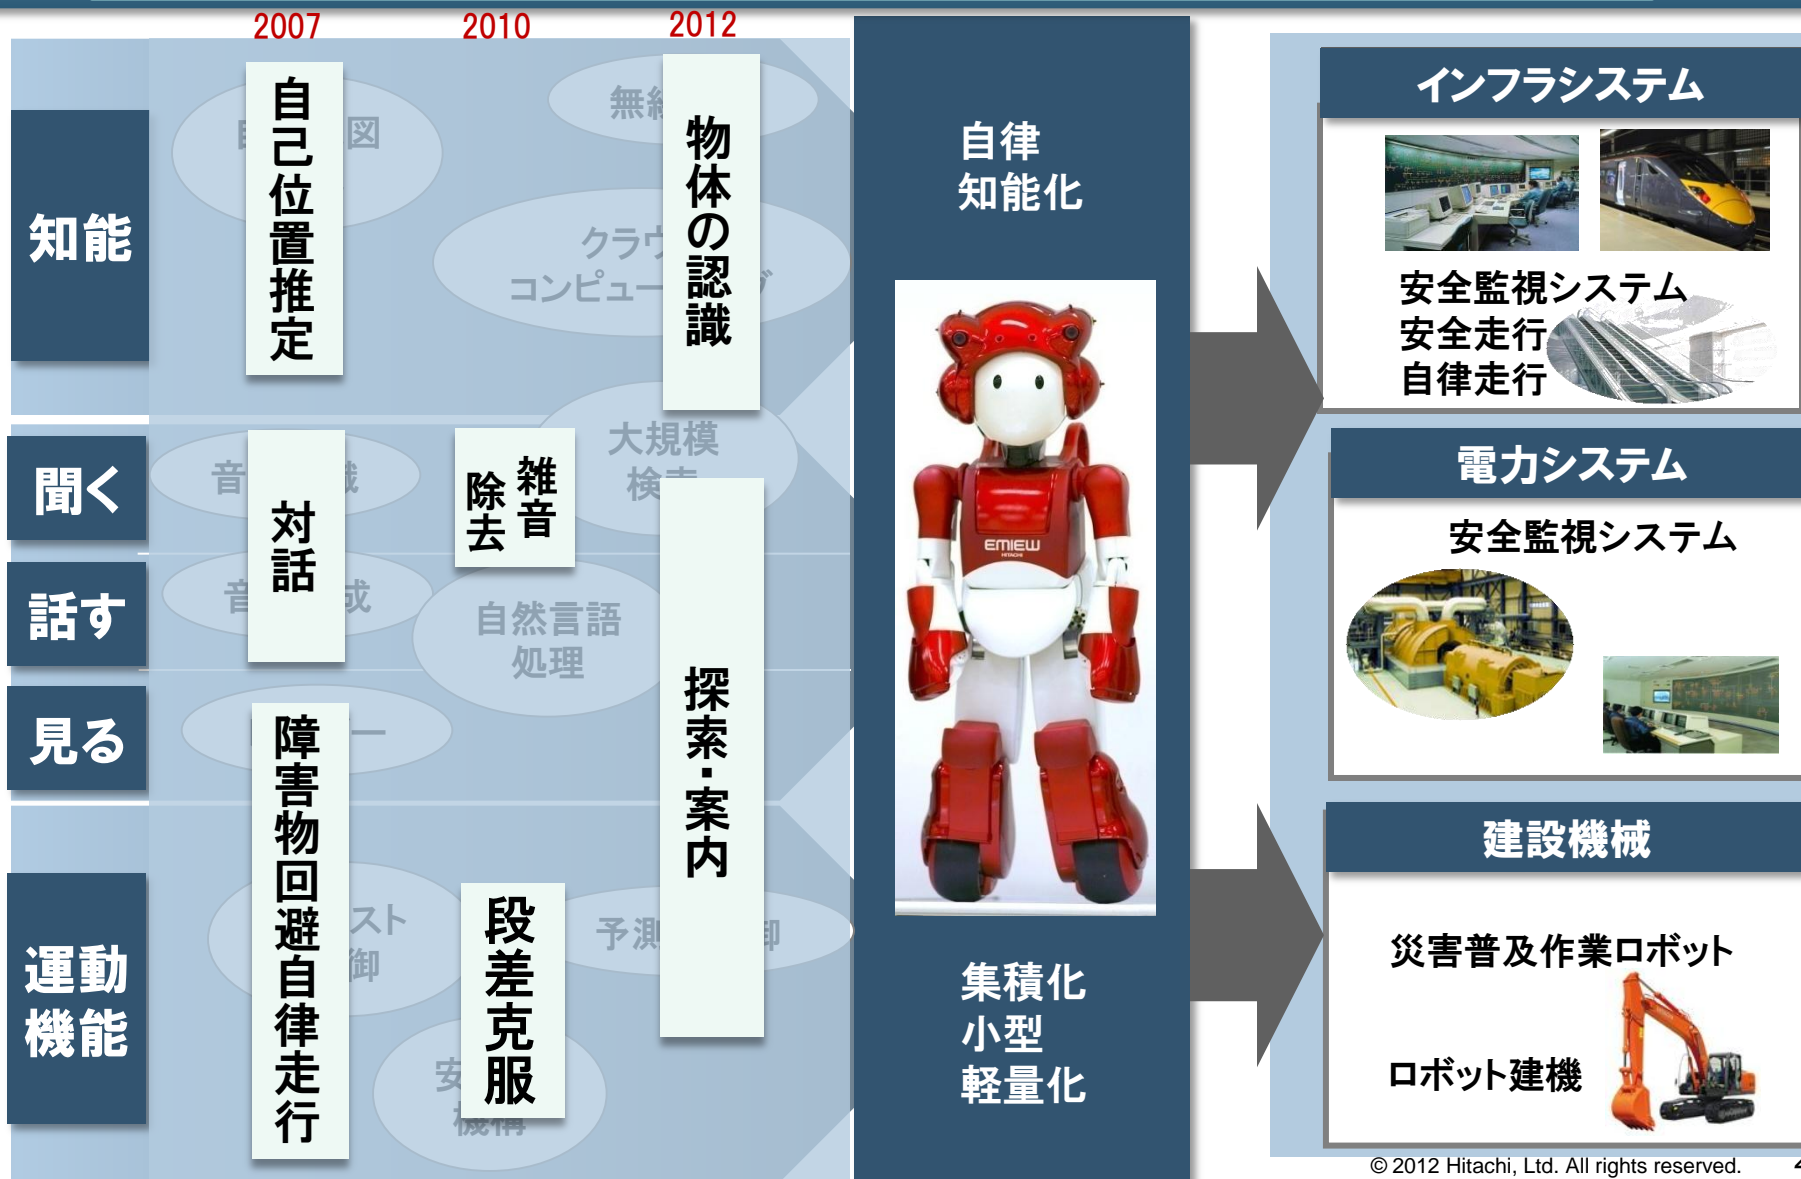 2007
2010
2012
知能
聞く
話す
見る
運動
機能
自己位置推定
物体の認識
対話
雑音
除去
障害物回避自律走行
段差克服
探索・案内
図
大規模
自然言語
処理
機構
自律
知能化
EMIEW
HITACHI
集積化
小型
軽量化
インフラシステム
安全監視システム
安全走行
自律走行
電力システム
安全監視システム
建設機械
災害普及作業ロボット
ロボット建機
© 2012 Hitachi, Ltd. All rights reserved.